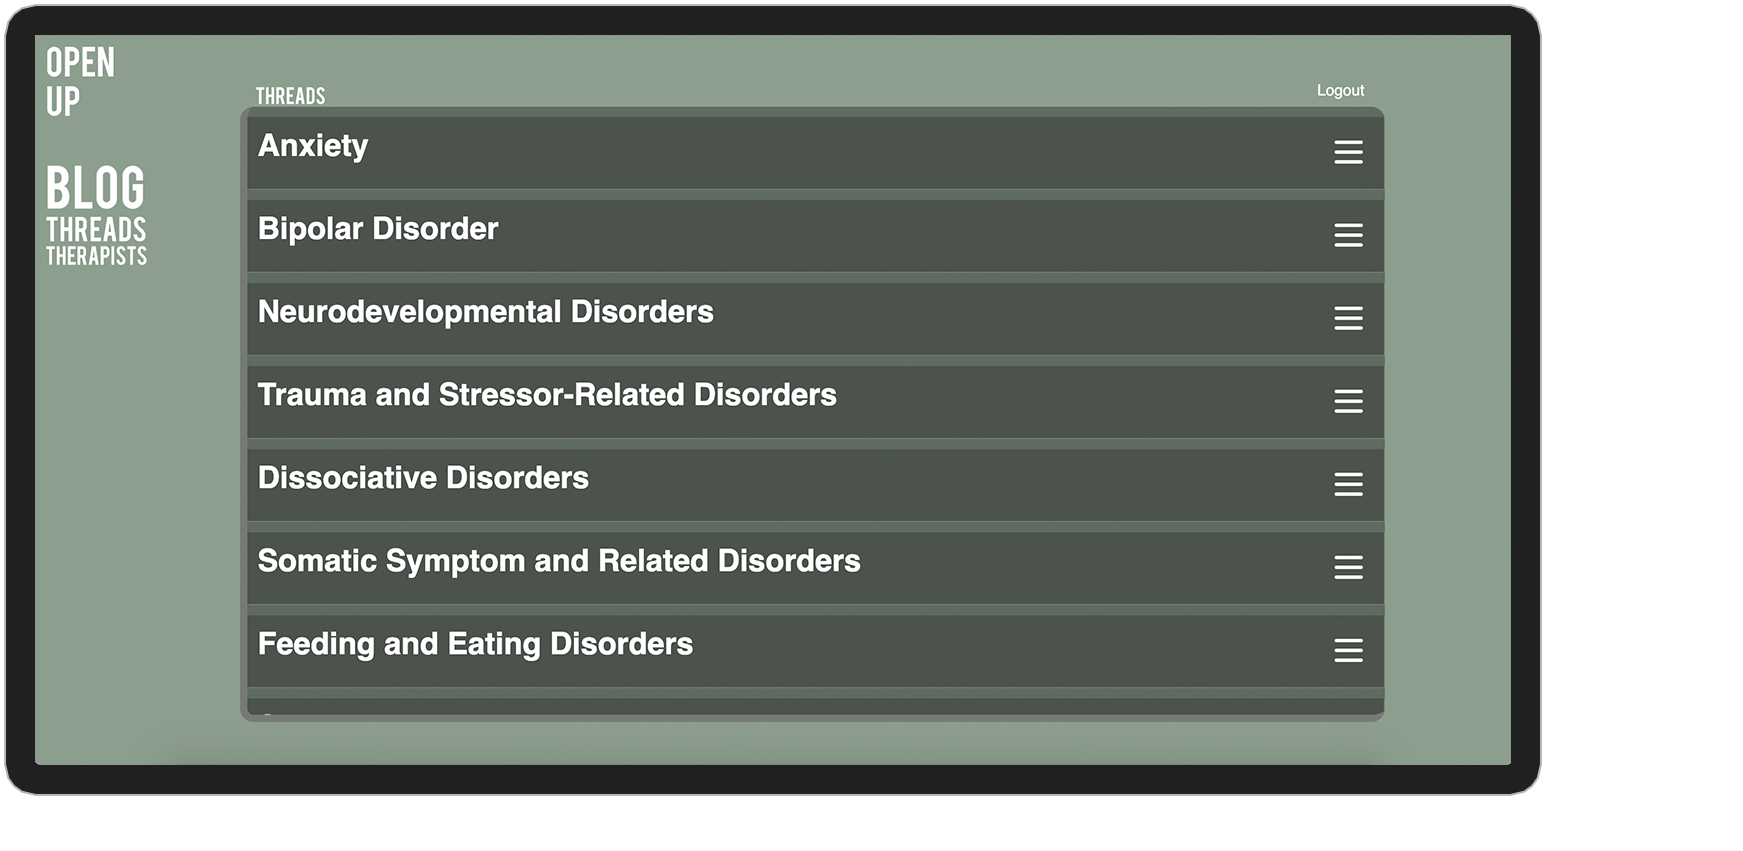 OPEN
UP
BLOG
THREADS
THERAPISTS
THREADS
Logout
Anxiety
Bipolar Disorder
Neurodevelopmental Disorders
Trauma and Stressor-Related Disorders
Dissociative Disorders
Somatic Symptom and Related Disorders
Feeding and Eating Disorders